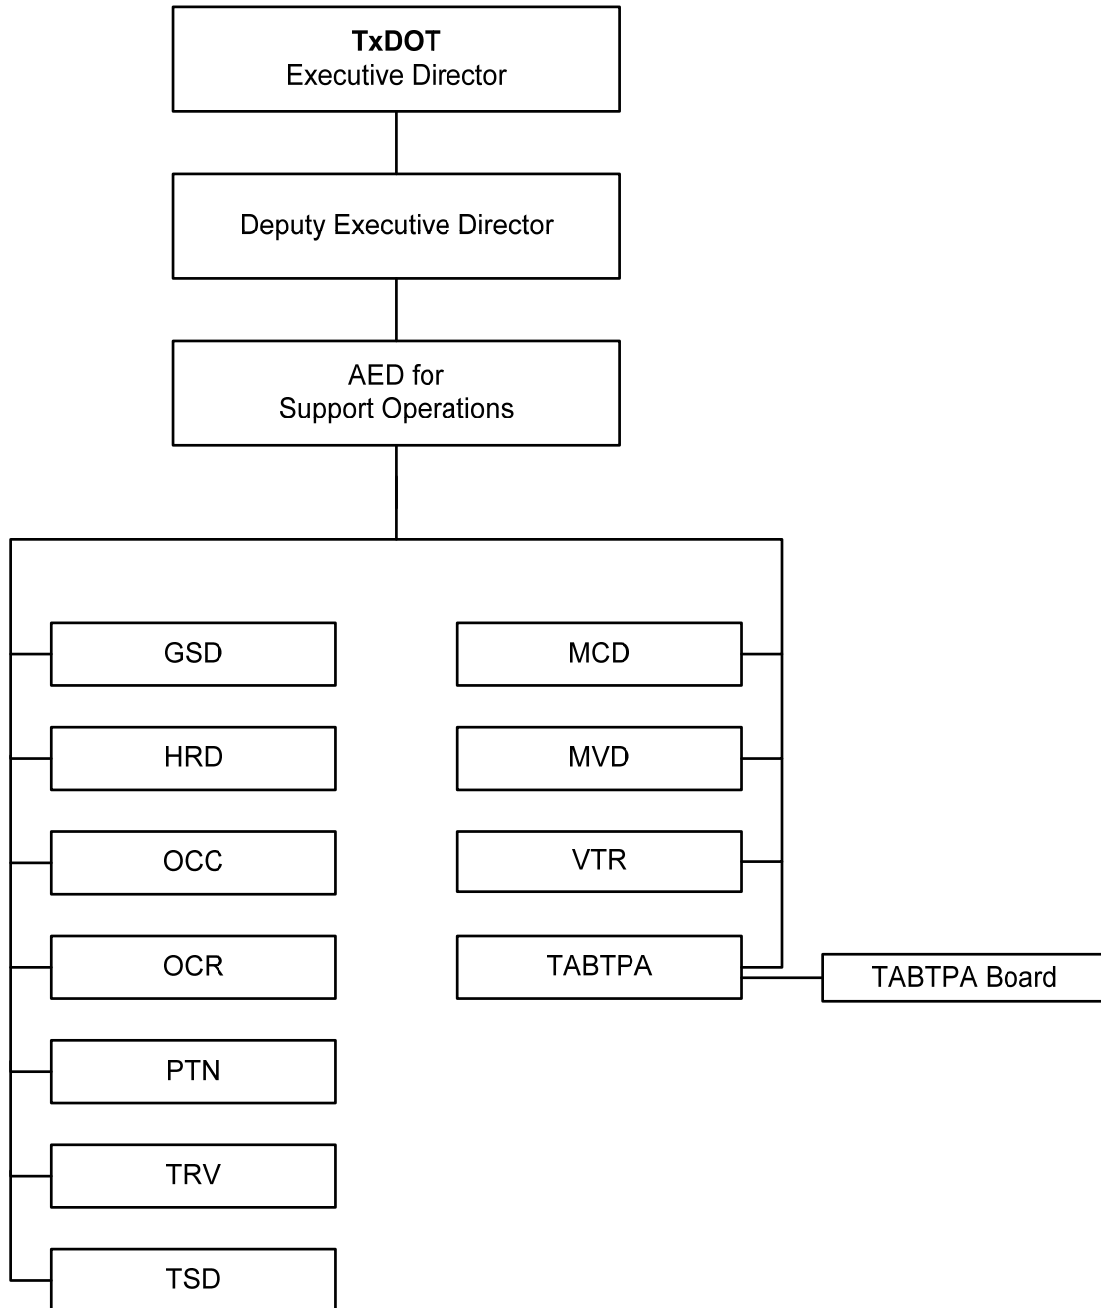 TxDOT
Executive Director
Deputy Executive Director
AED for
Support Operations
GSD
HRD
OCC
OCR
PTN
TRV
TSD
MCD
MVD
VTR
TABTPA
TABTPA Board